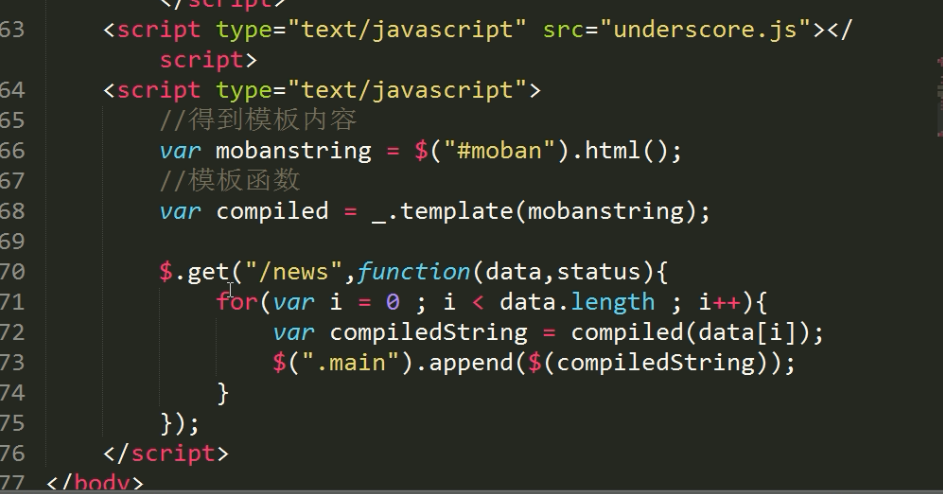 </script>
63 <script type="text/javascript" src="underscore.js"></
script>
64 <script type="text/javascript">
65 //得到模板内容
66 var mobanstring = $("#moban").html();
67 //模板函数
68 var compiled = _.template(mobanstring);
69
70 $.get("/news",function(data,status){
71 for(var i = 0 ; i < data.length ; i++){
72 var compiledString = compiled(data[i]);
73 $(".main").append($(compiledString));
74 }
75 });
76 </script>
77 </body>